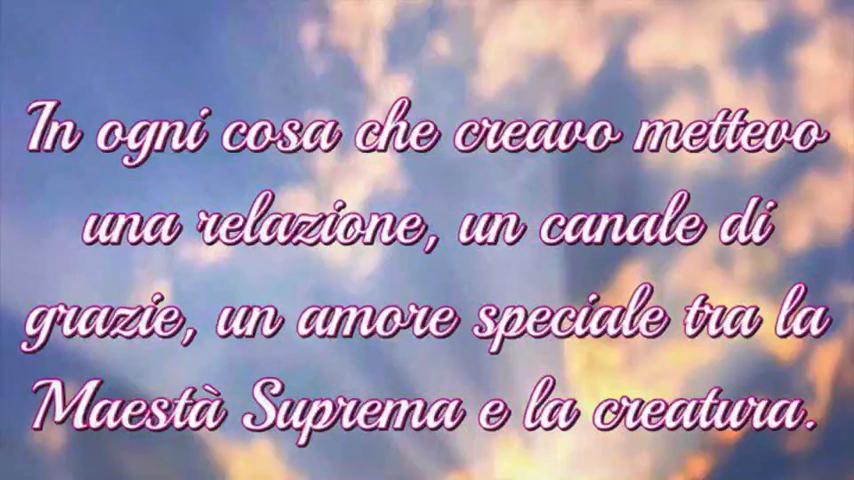 In ogni cosa che creavo mettevo
una relazione, un canale di
grazie, un amore speciale tra la
Maestà Suprema e la creatura.